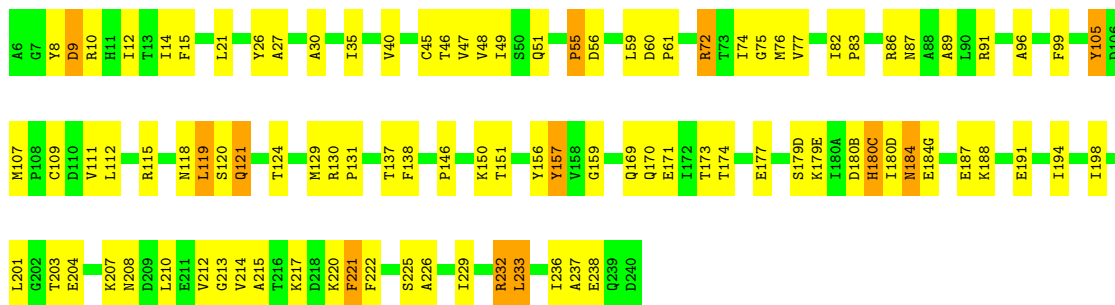 A6 G7 Y8 D9 R10 H11 I12 T13 I14 F15 L21 Y26 A27 A30 I35 V40 C45 T46 V47 V48 I49 S50 Q51 P55 D56 L59 D60 P61 R72 T73 I74 G75 M76 V77 I82 P83 R86 N87 A88 A89 L90 R91 A96 F99 Y105 D106
M107 P108 C109 D110 V111 L112 R115 N118 L119 S120 Q121 T124 M129 R130 P131 T137 F138 P146 K150 T151 Y156 Y157 V158 G159 Q169 Q170 E171 I172 T173 T174 E177 S179D K179E I180A D180B H180C I180D N184 E184G E187 K188 E191 I194 I198
L201 G202 T203 E204 K207 N208 D209 L210 E211 V212 G213 V214 A215 T216 K217 D218 K220 F221 F222 S225 A226 I229 R232 L233 I236 A237 E238 Q239 D240